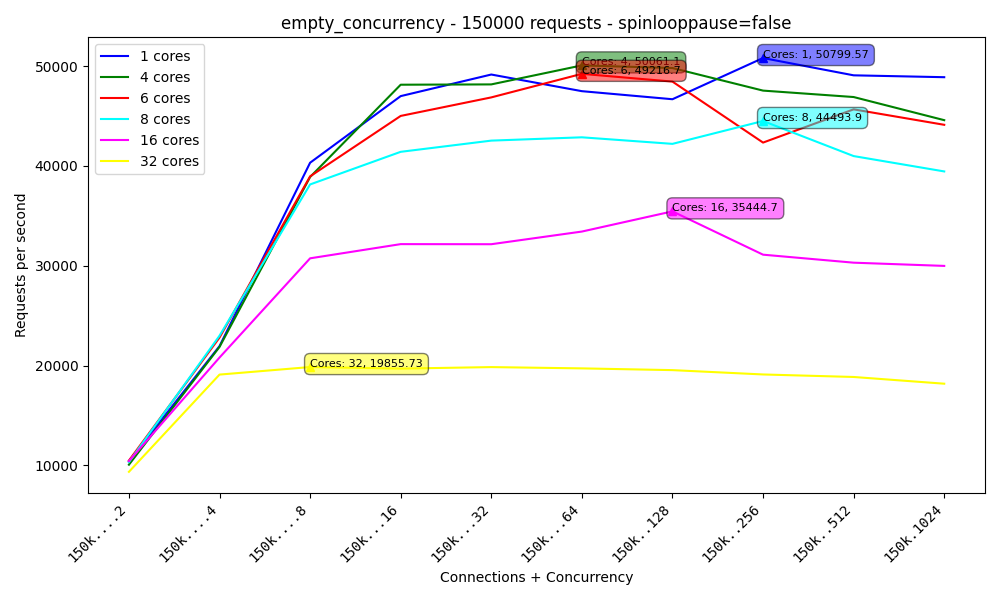 empty_concurrency - 150000 requests - spinlooppause=false
1 cores
4 cores
6 cores
8 cores
16 cores
32 cores
Cores: 1, 50799.57
Cores: 4, 50061.1
Cores: 6, 49216.7
Cores: 8, 44493.9
Cores: 16, 35444.7
Cores: 32, 19855.73
Requests per second
50000
40000
30000
20000
10000
150k....2
150k....4
150k....8
150k...16
150k...32
150k...64
150k..128
150k..256
150k..512
150k.1024
Connections + Concurrency